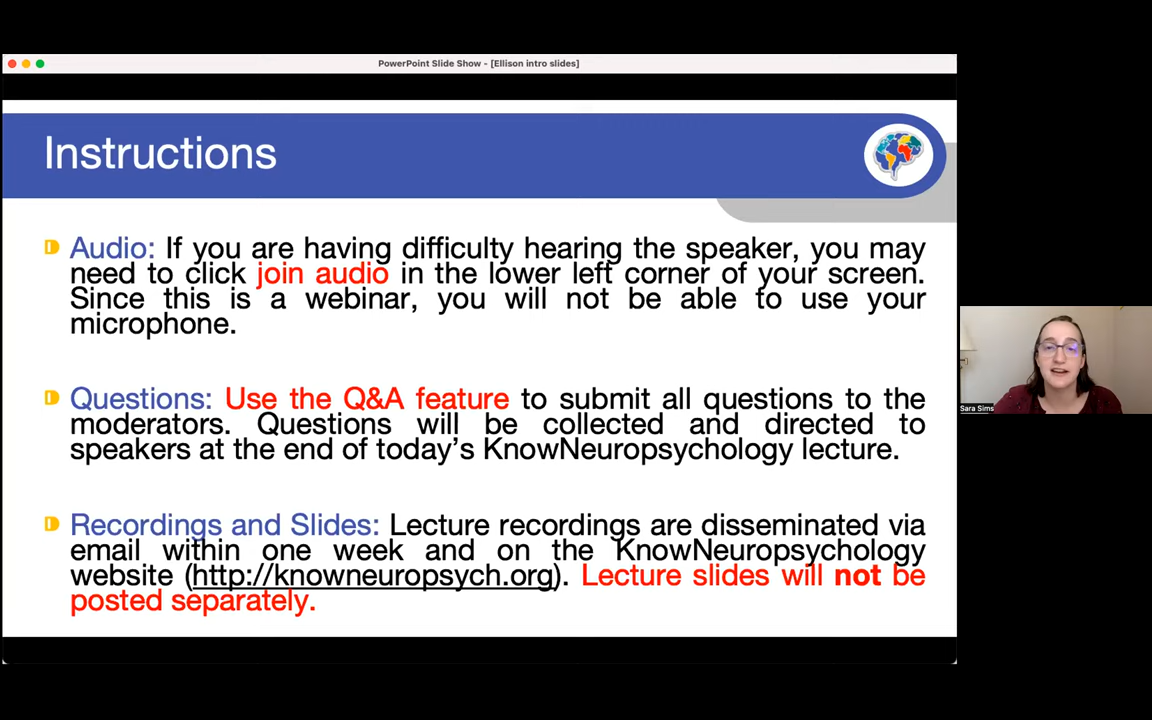 PowerPoint Slide Show - [Ellison intro slides]
Instructions
Audio: If you are having difficulty hearing the speaker, you may
need to click join audio in the lower left corner of your screen.
Since this is a webinar, you will not be able to use your
microphone.
Questions: Use the Q&A feature to submit all questions to the
moderators. Questions will be collected and directed to
speakers at the end of today’s KnowNeuropsychology lecture.
Recordings and Slides: Lecture recordings are disseminated via
email within one week and on the KnowNeuropsychology
website (http://knowneuropsych.org). Lecture slides will not be
posted separately.
Sara Sims